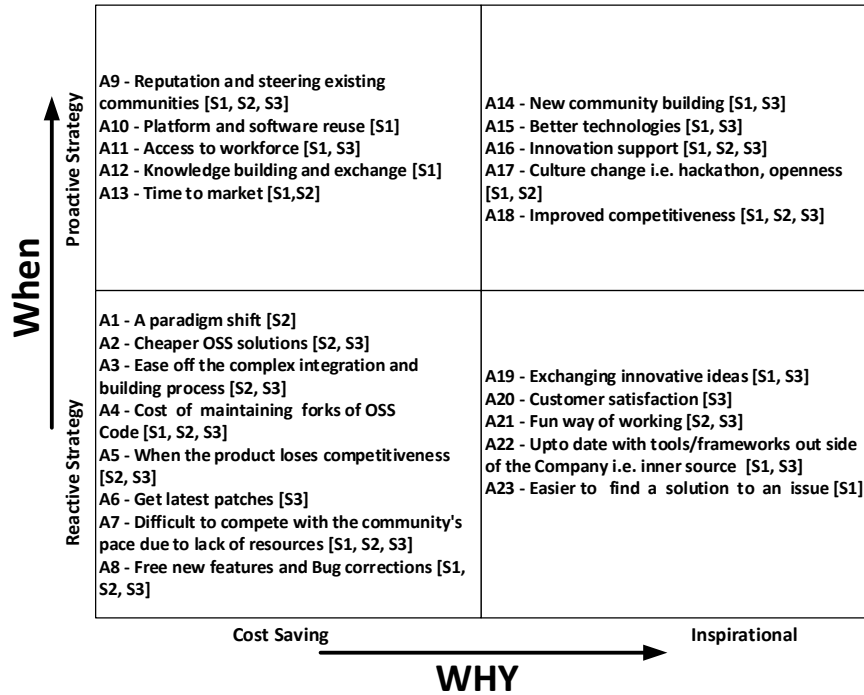 When
Proactive Strategy
Reactive Strategy
A9 - Reputation and steering existing
communities [S1, S2, S3]
A10 - Platform and software reuse [S1]
A11 - Access to workforce [S1, S3]
A12 - Knowledge building and exchange [S1]
A13 - Time to market [S1,S2]
A14 - New community building [S1, S3]
A15 - Better technologies [S1, S3]
A16 - Innovation support [S1, S2, S3]
A17 - Culture change i.e. hackathon, openness
[S1, S2]
A18 - Improved competitiveness [S1, S2, S3]
A1 - A paradigm shift [S2]
A2 - Cheaper OSS solutions [S2, S3]
A3 - Ease off the complex integration and
building process [S2, S3]
A4 - Cost of maintaining forks of OSS
Code [S1, S2, S3]
A5 - When the product loses competitiveness
[S2, S3]
A6 - Get latest patches [S3]
A7 - Difficult to compete with the community's
pace due to lack of resources [S1, S2, S3]
A8 - Free new features and Bug corrections [S1,
S2, S3]
A19 - Exchanging innovative ideas [S1, S3]
A20 - Customer satisfaction [S3]
A21 - Fun way of working [S2, S3]
A22 - Upto date with tools/frameworks out side
of the Company i.e. inner source [S1, S3]
A23 - Easier to find a solution to an issue [S1]
Cost Saving
Inspirational
WHY